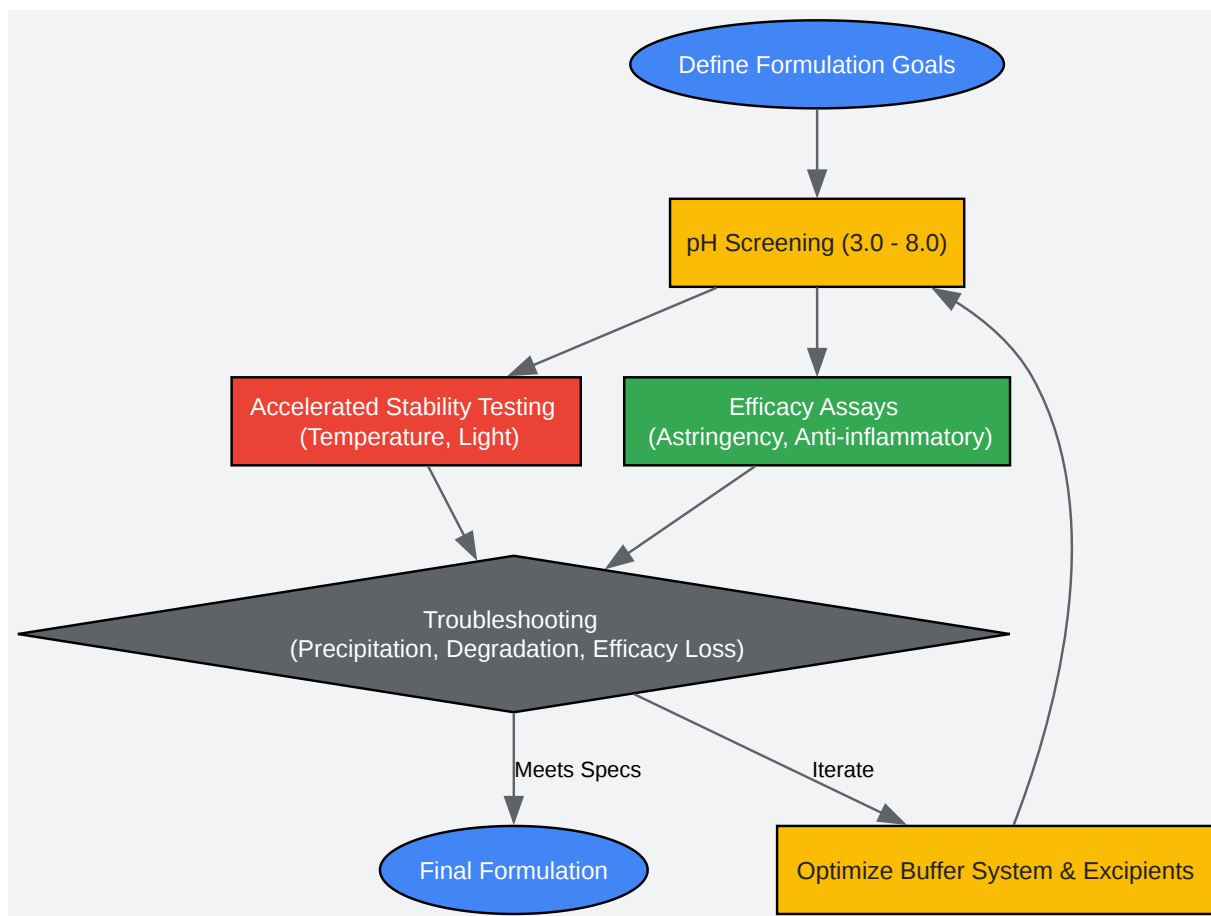 Define Formulation Goals
pH Screening (3.0 - 8.0)
Accelerated Stability Testing
(Temperature, Light)
Efficacy Assays
(Astringency, Anti-inflammatory)
Troubleshooting
(Precipitation, Degradation, Efficacy Loss)
Meets Specs
Iterate
Final Formulation
Optimize Buffer System & Excipients